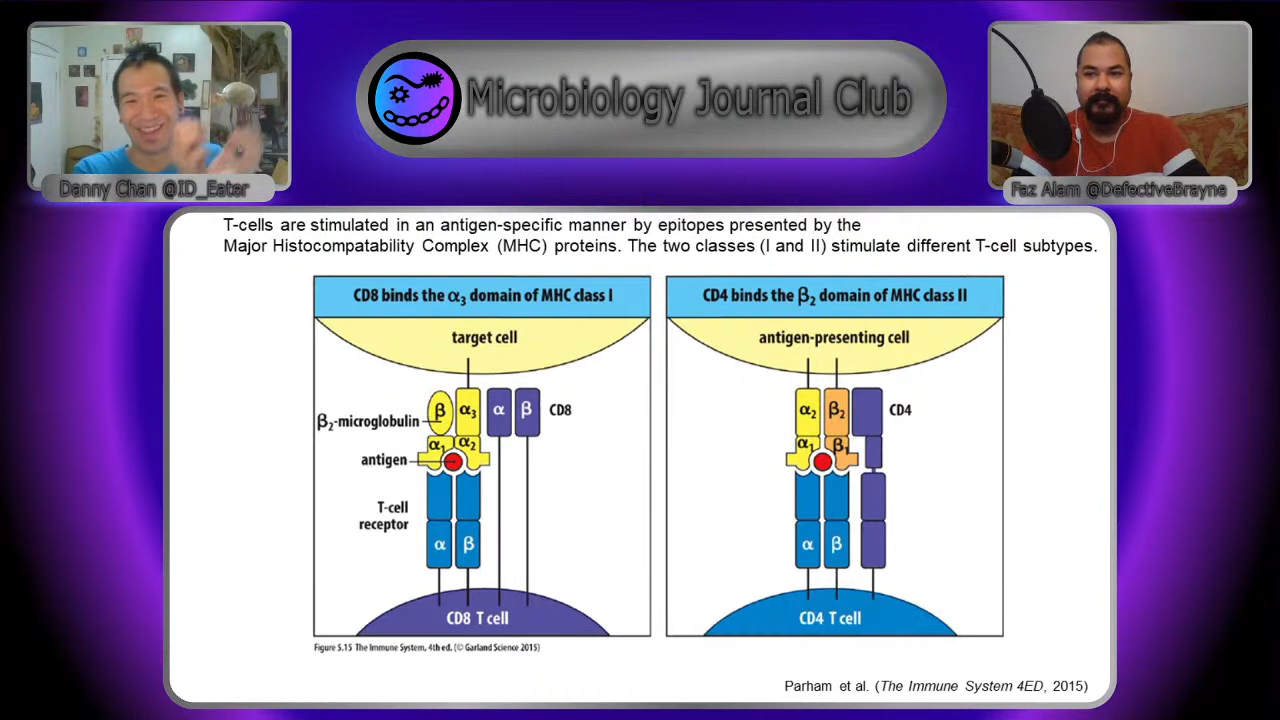 Microbiology Journal Club
Danny Chan @ID_Eater
Faz Alam @DefectiveBrayne
T-cells are stimulated in an antigen-specific manner by epitopes presented by the
Major Histocompatability Complex (MHC) proteins. The two classes (I and II) stimulate different T-cell subtypes.
CD8 binds the α₃ domain of MHC class I
target cell
β₂-microglobulin
β
α₃
α
β
CD8
α₁
α₂
antigen
T-cell
receptor
α
β
CD8 T cell
CD4 binds the β₂ domain of MHC class II
antigen-presenting cell
α₂
β₂
CD4
α₁
β₁
α
β
CD4 T cell
Figure 5.15 The Immune System, 4th ed. (© Garland Science 2015)
Parham et al. (The Immune System 4ED, 2015)